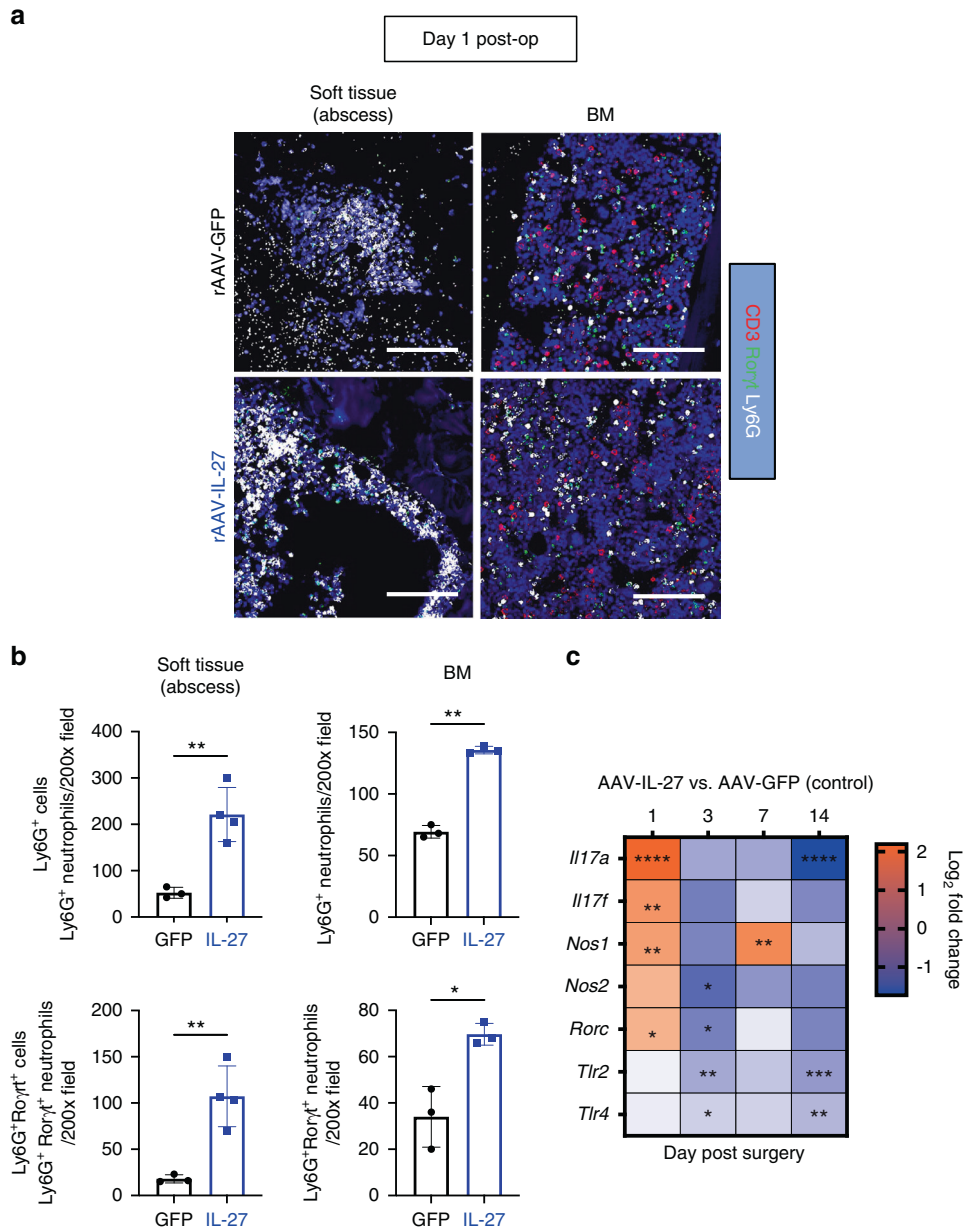 a
Day 1 post-op
Soft tissue
(abscess)
BM
rAAV-GFP
rAAV-IL-27
CD3 Rorγt Ly6G
b
Soft tissue
(abscess)
Ly6G⁺ cells
Ly6G⁺ neutrophils/200x field
400
300
200
100
0
**
GFP
IL-27
BM
Ly6G⁺ neutrophils/200x field
150
100
50
0
**
GFP
IL-27
Ly6G⁺Roγrt⁺ cells
Ly6G⁺ Rorγt⁺ neutrophils
/200x field
200
150
100
50
0
**
GFP
IL-27
Ly6G⁺Rorγt⁺ neutrophils
/200x field
80
60
40
20
0
*
GFP
IL-27
c
AAV-IL-27 vs. AAV-GFP (control)
1 3 7 14
Il17a **** ****
Il17f **
Nos1 ** **
Nos2 *
Rorc * *
Tlr2 ** ***
Tlr4 * **
Day post surgery
2
1
0
-1
Log₂ fold change